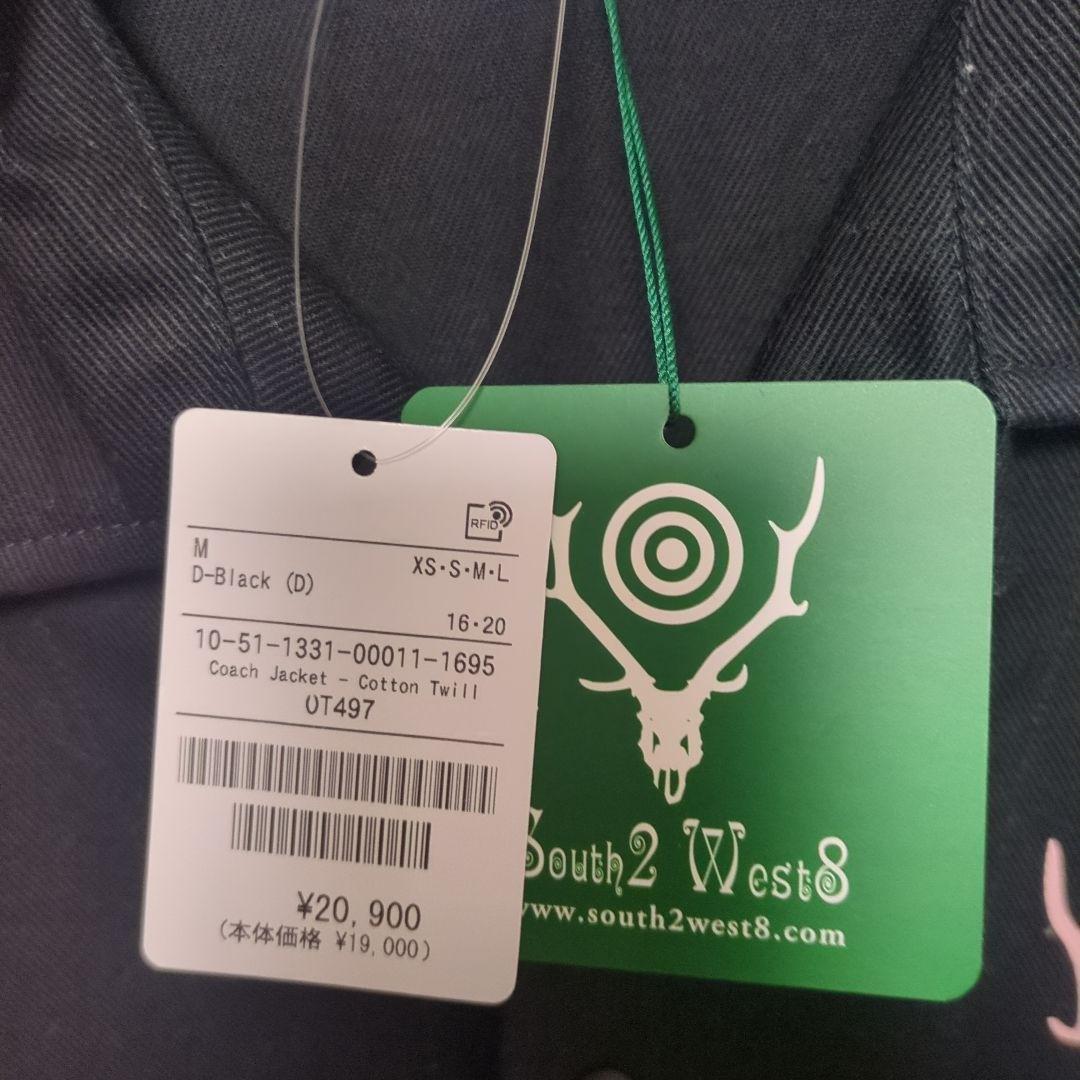 RFID
M
XS・S・M・L
D-Black (D)
16・20
10-51-1331-00011-1695
Coach Jacket - Cotton Twill
OT497
¥20,900
(本体価格 ¥19,000)
South2 West8
www.south2west8.com